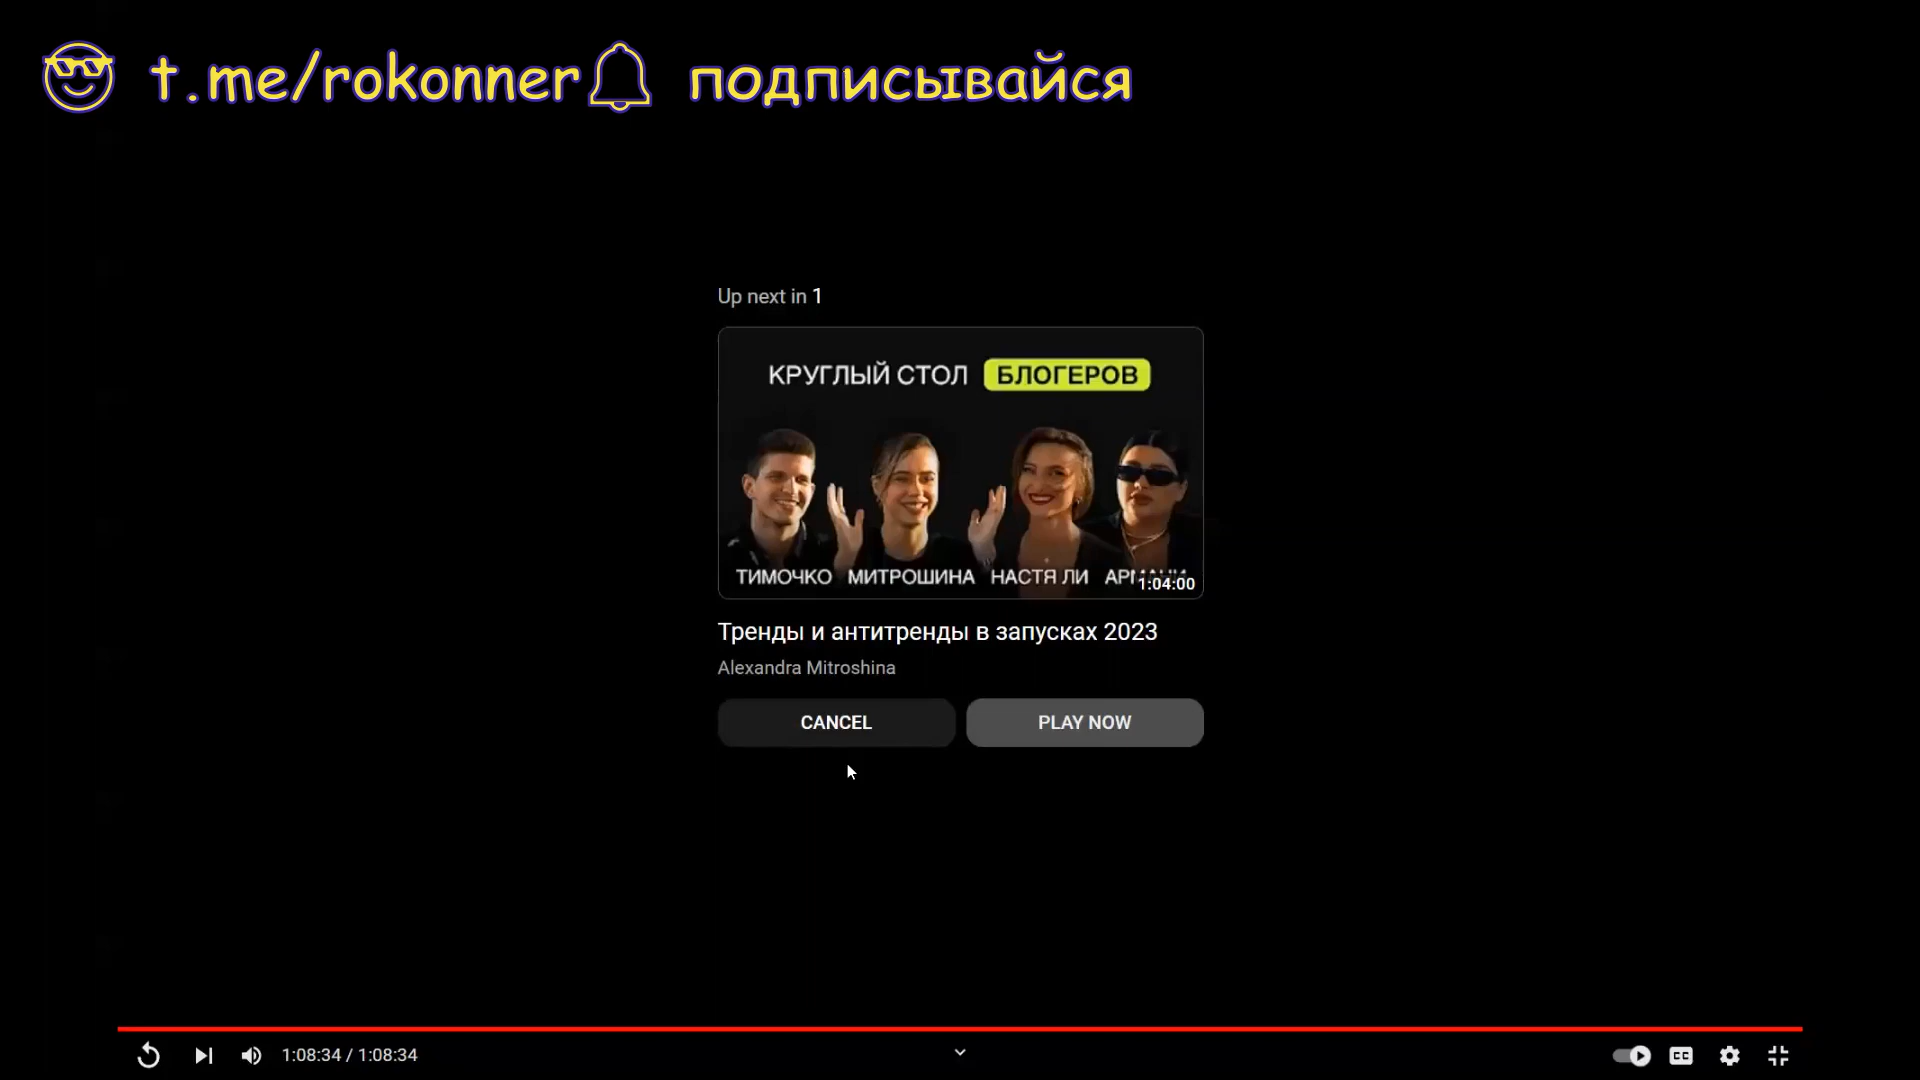 t.me/rokonner подписывайся
Up next in 1
КРУГЛЫЙ СТОЛ БЛОГЕРОВ
ТИМОЧКО МИТРОШИНА НАСТЯ ЛИ
1:04:00
Тренды и антитренды в запусках 2023
Alexandra Mitroshina
CANCEL PLAY NOW
1:08:34 / 1:08:34
CC